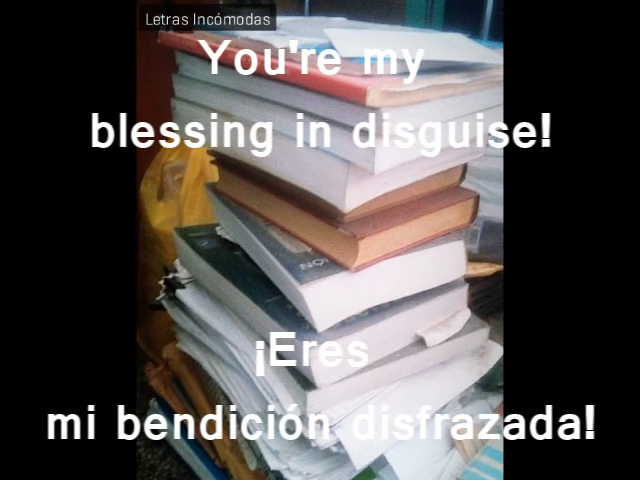 Letras Incómodas
You're my
blessing in disguise!
¡Eres
mi bendición disfrazada!